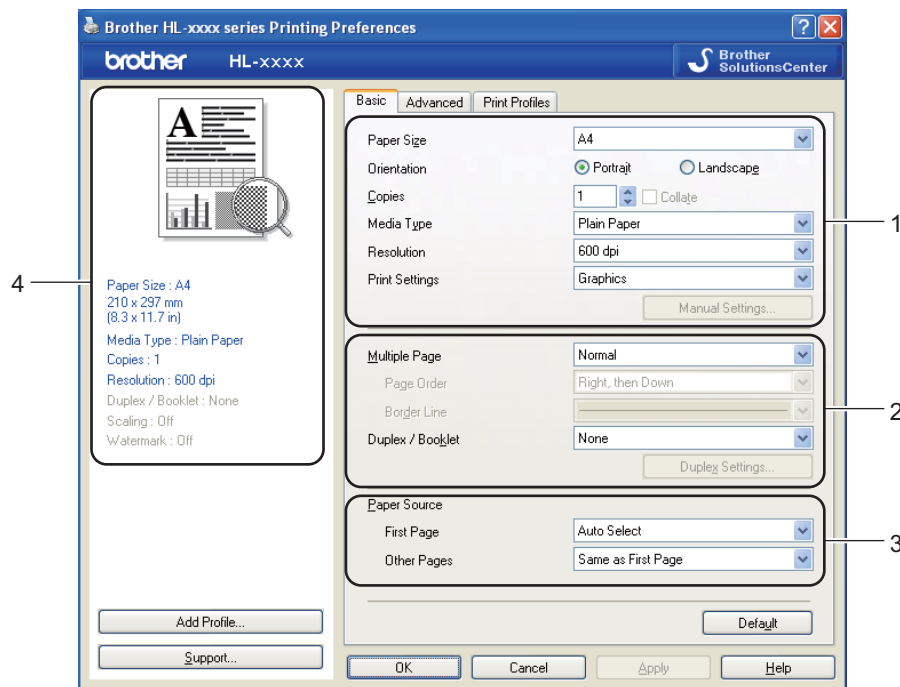 Brother HL-xxxx series Printing Preferences
brother HL-xxxx
Brother
SolutionsCenter
Basic Advanced Print Profiles
A
Paper Size A4
Orientation Portrait Landscape
Copies 1 Collate
Media Type Plain Paper
Resolution 600 dpi
Print Settings Graphics
Manual Settings...
1
4
Paper Size : A4
210 x 297 mm
(8.3 x 11.7 in)
Media Type : Plain Paper
Copies : 1
Resolution : 600 dpi
Duplex / Booklet : None
Scaling : Off
Watermark : Off
Multiple Page Normal
Page Order Right, then Down
Border Line
Duplex / Booklet None
Duplex Settings...
2
Paper Source
First Page Auto Select
Other Pages Same as First Page
3
Add Profile...
Support...
Default
OK Cancel Apply Help